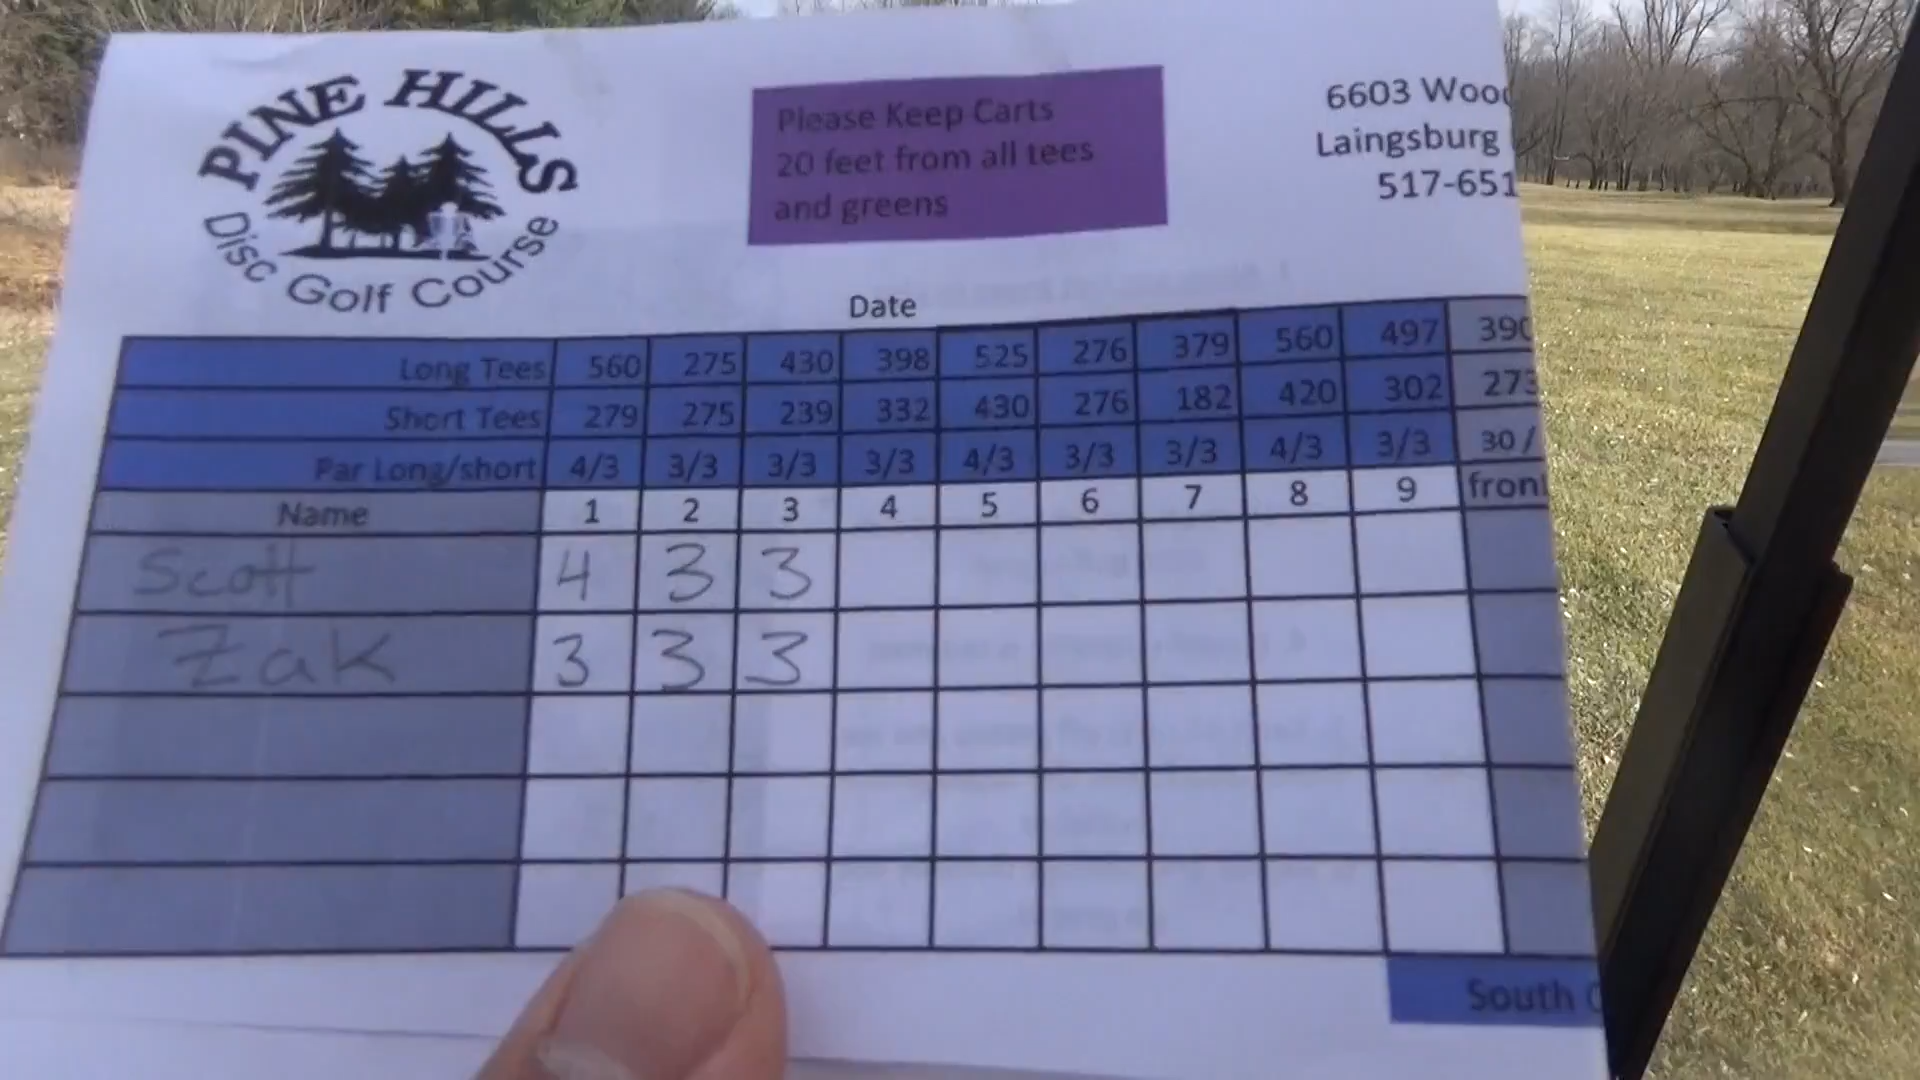 PINE HILLS
Disc Golf Course
Please Keep Carts
20 feet from all tees
and greens
6603
Laingsburg
517-651
Date
Long Tees 560 275 430 398 525 276 379 560 497 390
Short Tees 279 275 239 332 430 276 182 420 302 273
Par Long/short 4/3 3/3 3/3 3/3 4/3 3/3 3/3 4/3 3/3 30 /
Name 1 2 3 4 5 6 7 8 9 front
Scott 4 3 3
Zak 3 3 3
South